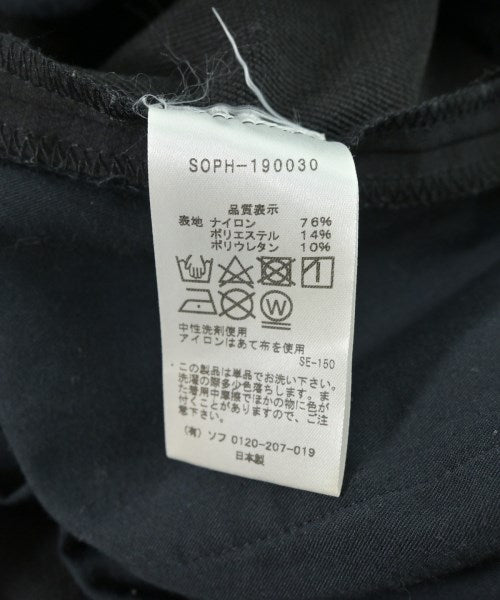 SOPH-190030
品質表示
表地 ナイロン 76%
ポリエステル 14%
ポリウレタン 10%
W
中性洗剤使用
アイロンはあて布を使用
SE-150
この製品は単品でお洗い下さい。
洗濯の際多少色落ちします。ま
た着用中摩擦でほかの物に色が
付くことがありますので、ご注
意下さい。
(有) ソフ 0120-207-019
日本製